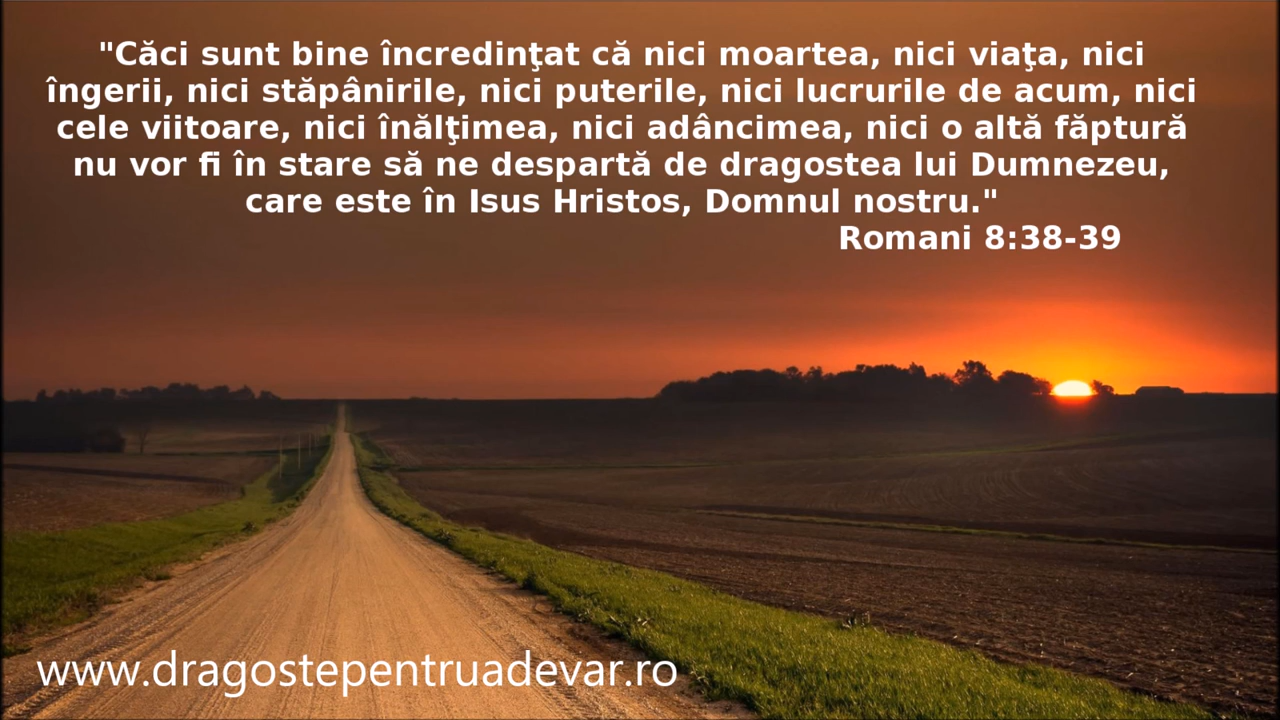 "Căci sunt bine încredinţat că nici moartea, nici viaţa, nici
îngerii, nici stăpânirile, nici puterile, nici lucrurile de acum, nici
cele viitoare, nici înălţimea, nici adâncimea, nici o altă făptură
nu vor fi în stare să ne despartă de dragostea lui Dumnezeu,
care este în Isus Hristos, Domnul nostru."
Romani 8:38-39
www.dragostepentruadevar.ro